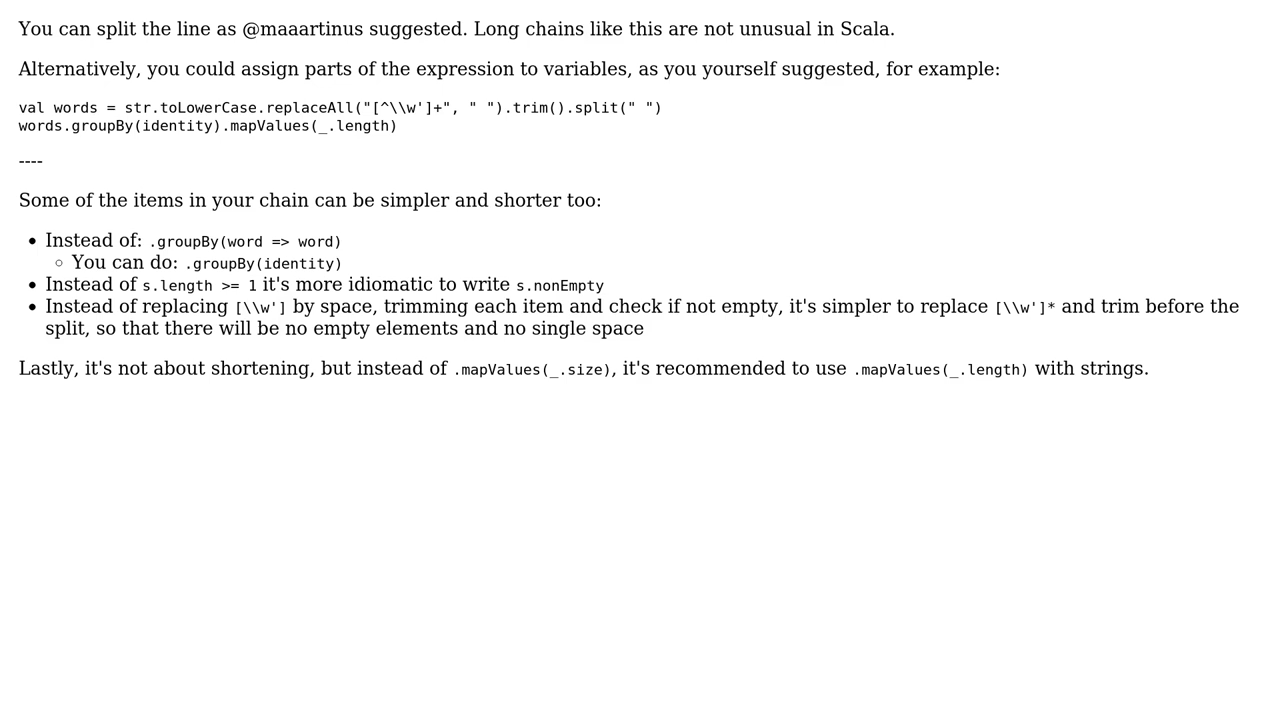 You can split the line as @maaartinus suggested. Long chains like this are not unusual in Scala.
Alternatively, you could assign parts of the expression to variables, as you yourself suggested, for example:
val words = str.toLowerCase.replaceAll("[^\\w']+", " ").trim().split(" ")
words.groupBy(identity).mapValues(_.length)
----
Some of the items in your chain can be simpler and shorter too:
• Instead of: .groupBy(word => word)
◦ You can do: .groupBy(identity)
• Instead of s.length >= 1 it's more idiomatic to write s.nonEmpty
• Instead of replacing [\\w'] by space, trimming each item and check if not empty, it's simpler to replace [\\w']* and trim before the
split, so that there will be no empty elements and no single space
Lastly, it's not about shortening, but instead of .mapValues(_.size), it's recommended to use .mapValues(_.length) with strings.